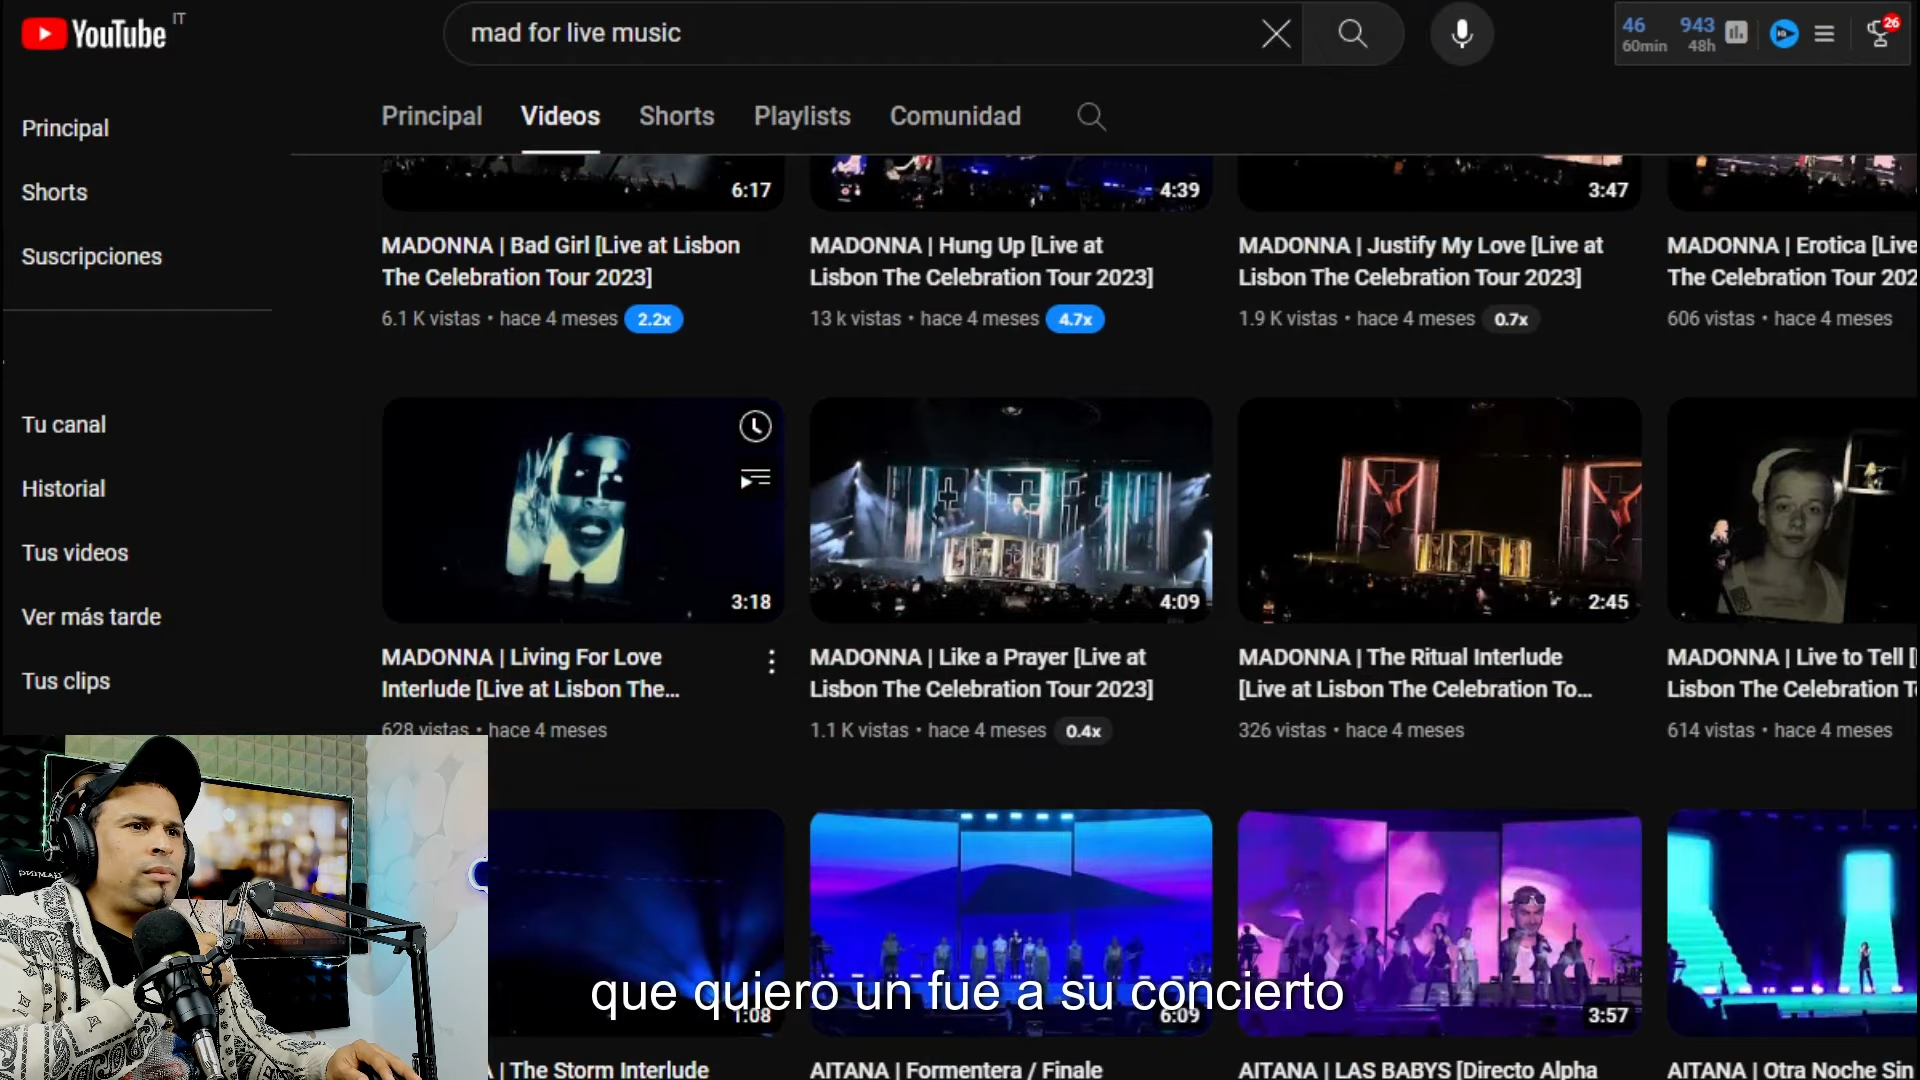 YouTube IT
mad for live music
46 943
60min 48h
26
Principal
Shorts
Suscripciones
Tu canal
Historial
Tus videos
Ver más tarde
Tus clips
Principal Videos Shorts Playlists Comunidad
6:17
MADONNA | Bad Girl [Live at Lisbon
The Celebration Tour 2023]
6.1 K vistas • hace 4 meses 2.2x
4:39
MADONNA | Hung Up [Live at
Lisbon The Celebration Tour 2023]
13 k vistas • hace 4 meses 4.7x
3:47
MADONNA | Justify My Love [Live at
Lisbon The Celebration Tour 2023]
1.9 K vistas • hace 4 meses 0.7x
MADONNA | Erotica [Live
The Celebration Tour 202
606 vistas • hace 4 meses
3:18
MADONNA | Living For Love
Interlude [Live at Lisbon The...
628 vistas • hace 4 meses
4:09
MADONNA | Like a Prayer [Live at
Lisbon The Celebration Tour 2023]
1.1 K vistas • hace 4 meses 0.4x
2:45
MADONNA | The Ritual Interlude
[Live at Lisbon The Celebration To...
326 vistas • hace 4 meses
MADONNA | Live to Tell [
Lisbon The Celebration T
614 vistas • hace 4 meses
GAMING
que quiero un fue a su concierto
1:08
6:09
3:57
| The Storm Interlude
AITANA | Formentera / Finale
AITANA | LAS BABYS [Directo Alpha
AITANA | Otra Noche Sin